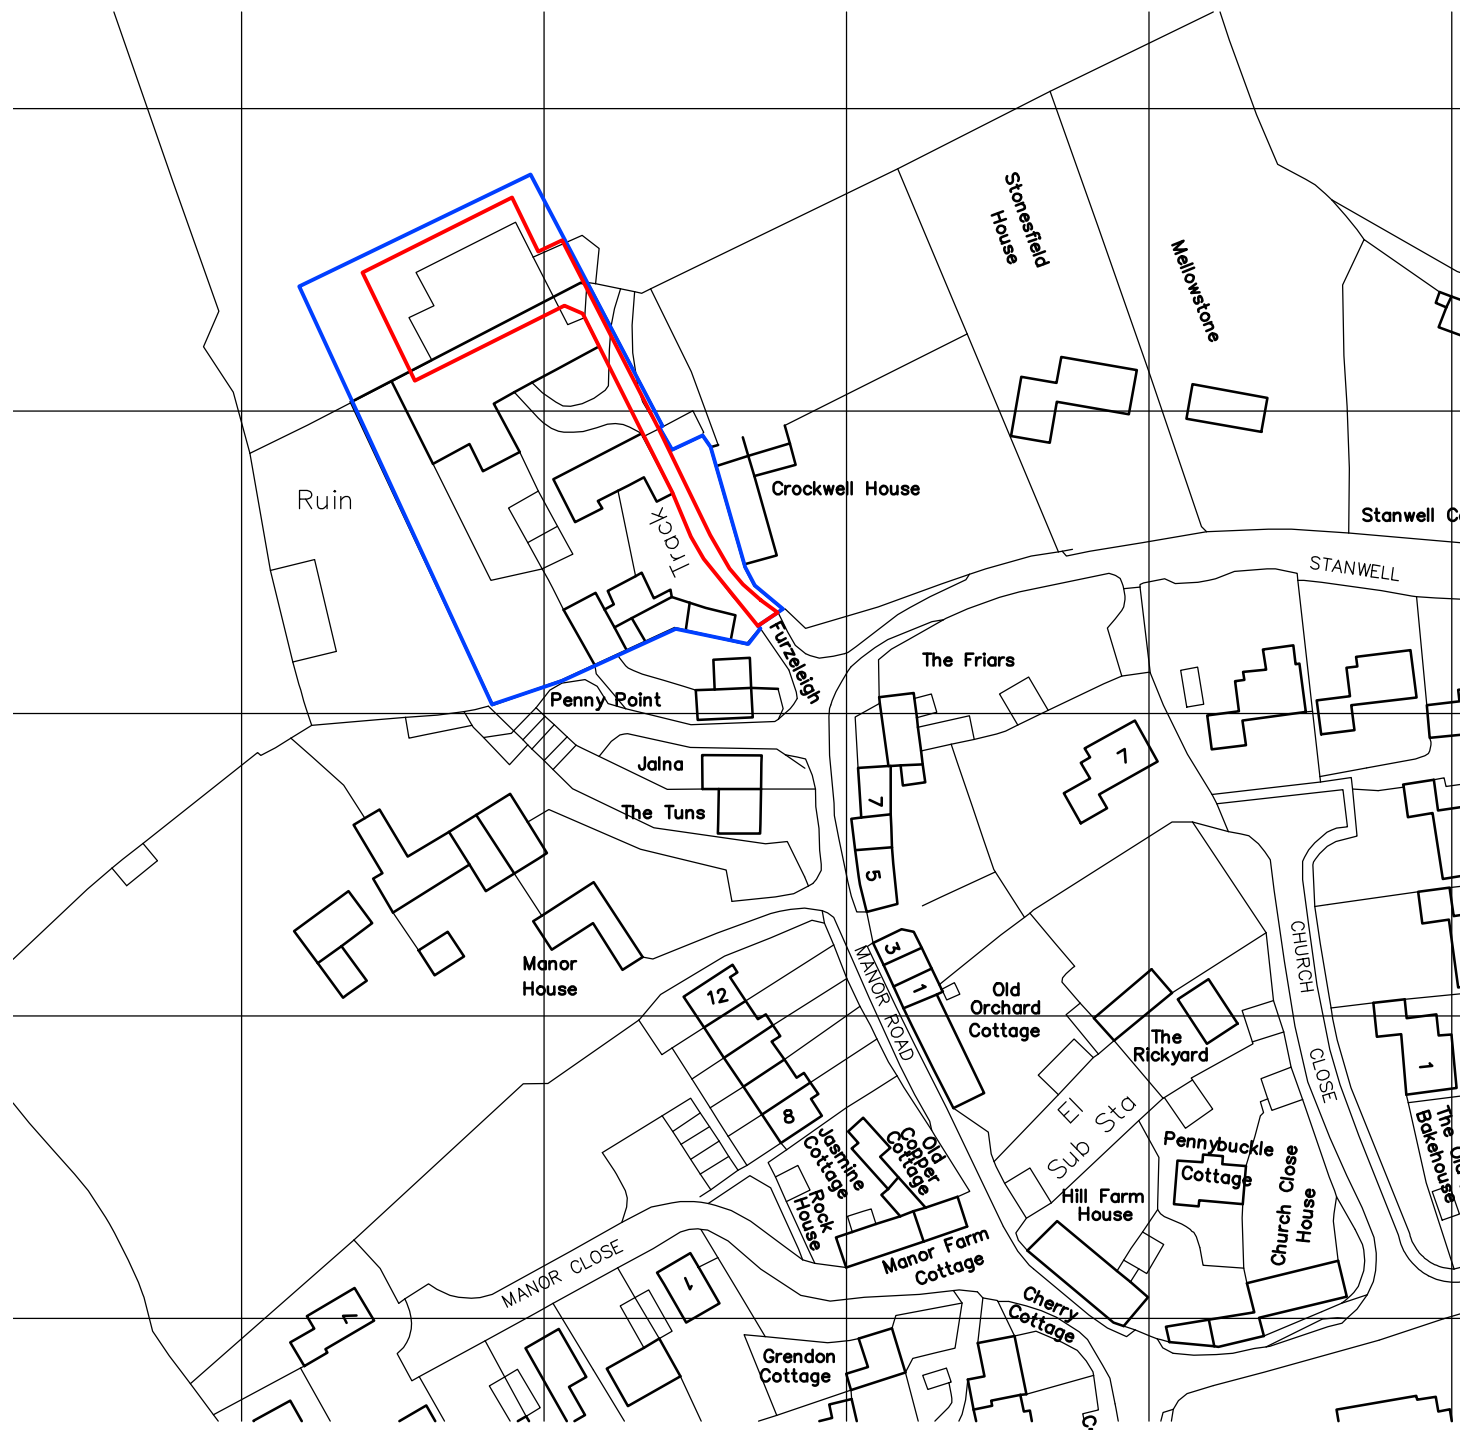 Stonesfield
House
Mellowstone
Ruin
Crockwell House
Stanwell
STANWELL
Track
Furzeleigh
The Friars
Penny Point
Jalna
The Tuns
7
7
5
3
1
MANOR ROAD
CHURCH
CLOSE
Manor
House
12
8
Old
Orchard
Cottage
The
Rickyard
1
El
Sub Sta
Jasmine
Cottage
Old
Copper
Cottage
Rock
House
Pennybuckle
Cottage
The Old
Bakehouse
Hill Farm
House
Church Close
House
Manor Farm
Cottage
MANOR CLOSE
1
Cherry
Cottage
Grendon
Cottage